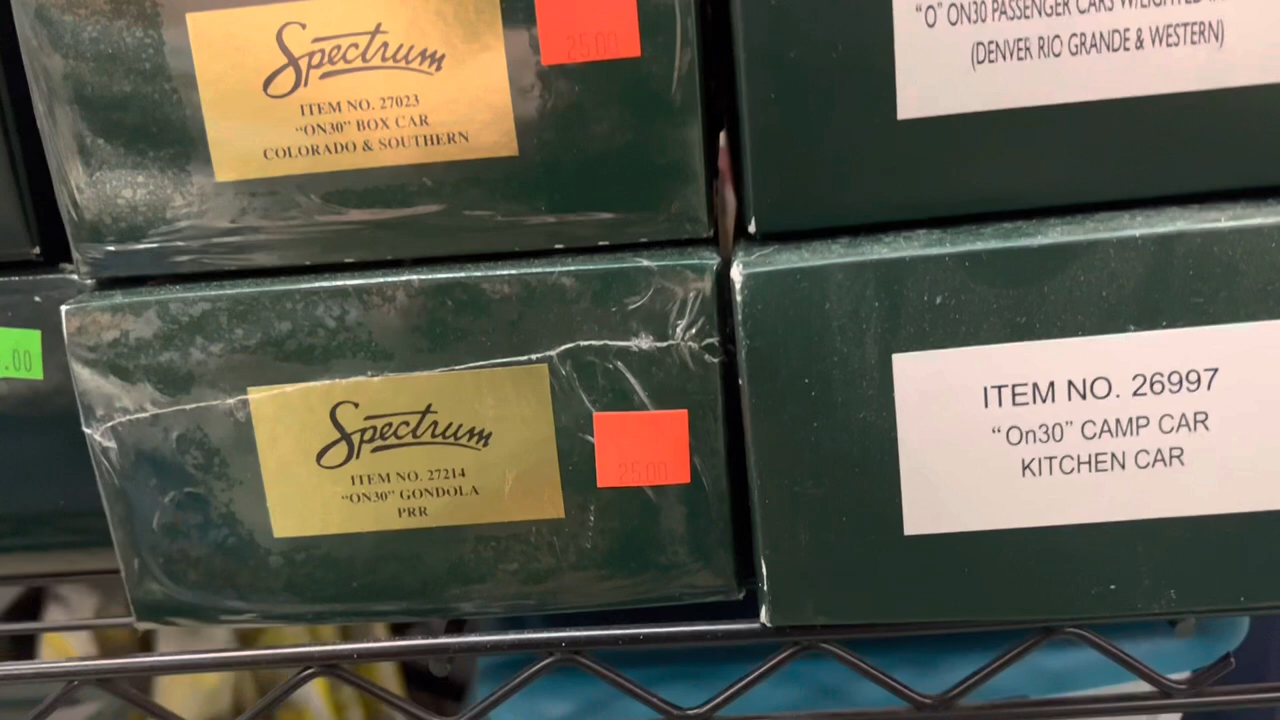 Spectrum
ITEM NO. 27023
"ON30" BOX CAR
COLORADO & SOUTHERN
25.00
"O" ON30 PASSENGER CARS
(DENVER RIO GRANDE & WESTERN)
.00
Spectrum
ITEM NO. 27214
"ON30" GONDOLA
PRR
25.00
ITEM NO. 26997
"On30" CAMP CAR
KITCHEN CAR